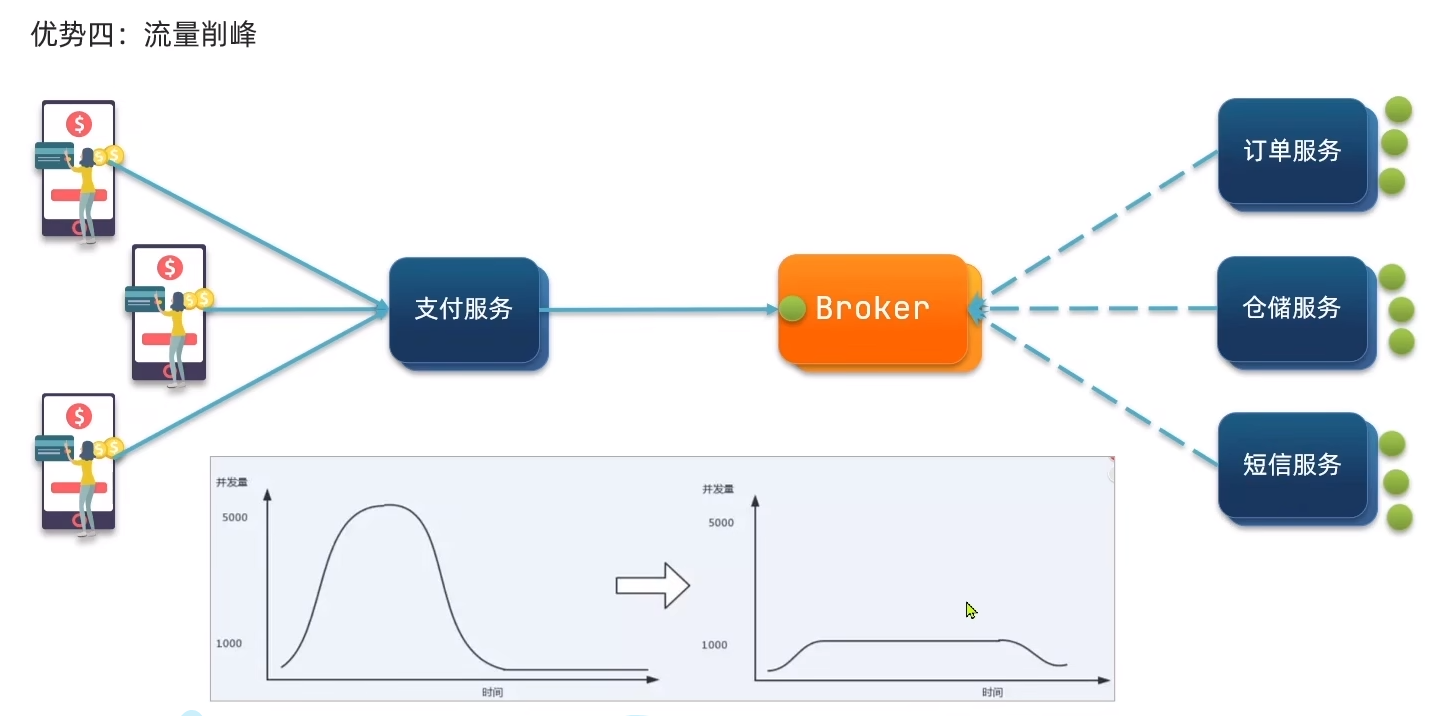 优势四：流量削峰
$
$
$
支付服务
Broker
订单服务
仓储服务
短信服务
并发量
5000
1000
时间
并发量
5000
1000
时间